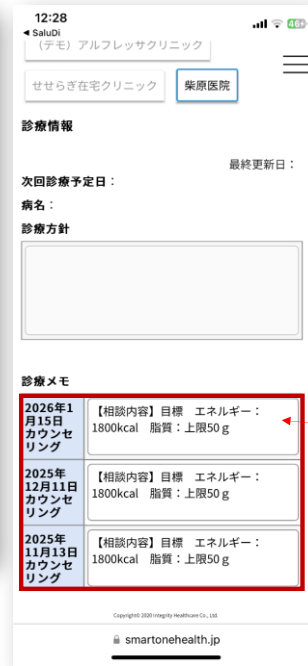 12:28
46
◀ SaluDi
（テモ）アルフレッサクリニック
せせらぎ在宅クリニック
柴原医院
診療情報
最終更新日：
次回診療予定日：
病名：
診療方針
診療メモ
2026年1
月15日
カウンセ
リング
【相談内容】目標　エネルギー：
1800kcal　脂質：上限50ｇ
2025年
12月11日
カウンセ
リング
【相談内容】目標　エネルギー：
1800kcal　脂質：上限50ｇ
2025年
11月13日
カウンセ
リング
【相談内容】目標　エネルギー：
1800kcal　脂質：上限50ｇ
Copyright© 2020 Integrity Healthcare Co., Ltd.
smartonehealth.jp